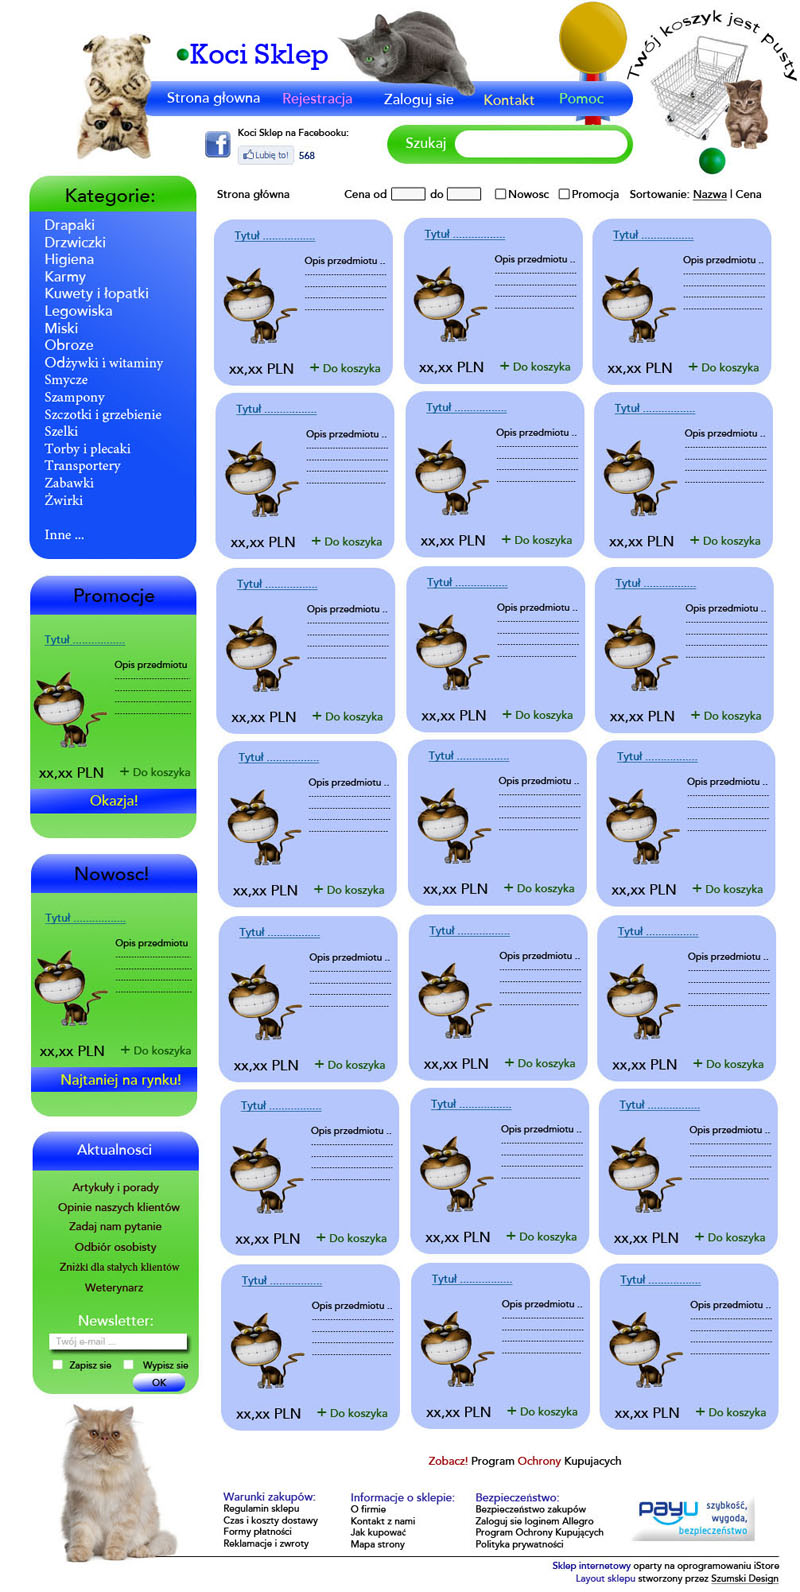 Koci Sklep
Twój koszyk jest pusty
Strona głowna Rejestracja Zaloguj sie Kontakt Pomoc
Koci Sklep na Facebooku:
Lubię to! 568
Szukaj
Kategorie:
Drapaki
Drzwiczki
Higiena
Karmy
Kuwety i łopatki
Legowiska
Miski
Obroze
Odżywki i witaminy
Smycze
Szampony
Szczotki i grzebienie
Szelki
Torby i plecaki
Transportery
Zabawki
Żwirki
Inne ...
Promocje
Tytuł .................
Opis przedmiotu
xx,xx PLN + Do koszyka
Okazja!
Nowosc!
Tytuł .................
Opis przedmiotu
xx,xx PLN + Do koszyka
Najtaniej na rynku!
Aktualnosci
Artykuły i porady
Opinie naszych klientów
Zadaj nam pytanie
Odbiór osobisty
Zniżki dla stałych klientów
Weterynarz
Newsletter:
Twój e-mail ...
Zapisz sie Wypisz sie
OK
Strona główna Cena od do Nowosc Promocja Sortowanie: Nazwa | Cena
Tytuł ................. Tytuł ................. Tytuł .................
Opis przedmiotu .. Opis przedmiotu .. Opis przedmiotu ..
xx,xx PLN + Do koszyka xx,xx PLN + Do koszyka xx,xx PLN + Do koszyka
Tytuł ................. Tytuł ................. Tytuł .................
Opis przedmiotu .. Opis przedmiotu .. Opis przedmiotu ..
xx,xx PLN + Do koszyka xx,xx PLN + Do koszyka xx,xx PLN + Do koszyka
Tytuł ................. Tytuł ................. Tytuł .................
Opis przedmiotu .. Opis przedmiotu .. Opis przedmiotu ..
xx,xx PLN + Do koszyka xx,xx PLN + Do koszyka xx,xx PLN + Do koszyka
Tytuł ................. Tytuł ................. Tytuł .................
Opis przedmiotu .. Opis przedmiotu .. Opis przedmiotu ..
xx,xx PLN + Do koszyka xx,xx PLN + Do koszyka xx,xx PLN + Do koszyka
Tytuł ................. Tytuł ................. Tytuł .................
Opis przedmiotu .. Opis przedmiotu .. Opis przedmiotu ..
xx,xx PLN + Do koszyka xx,xx PLN + Do koszyka xx,xx PLN + Do koszyka
Tytuł ................. Tytuł ................. Tytuł .................
Opis przedmiotu .. Opis przedmiotu .. Opis przedmiotu ..
xx,xx PLN + Do koszyka xx,xx PLN + Do koszyka xx,xx PLN + Do koszyka
Tytuł ................. Tytuł ................. Tytuł .................
Opis przedmiotu .. Opis przedmiotu .. Opis przedmiotu ..
xx,xx PLN + Do koszyka xx,xx PLN + Do koszyka xx,xx PLN + Do koszyka
Zobacz! Program Ochrony Kupujacych
Warunki zakupów:
Regulamin sklepu
Czas i koszty dostawy
Formy płatności
Reklamacje i zwroty
Informacje o sklepie:
O firmie
Kontakt z nami
Jak kupować
Mapa strony
Bezpieczeństwo:
Bezpieczeństwo zakupów
Zaloguj sie loginem Allegro
Program Ochrony Kupujących
Polityka prywatności
PayU szybkość,
wygoda,
bezpieczeństwo
Sklep internetowy oparty na oprogramowaniu iStore
Layout sklepu stworzony przez Szumski Design